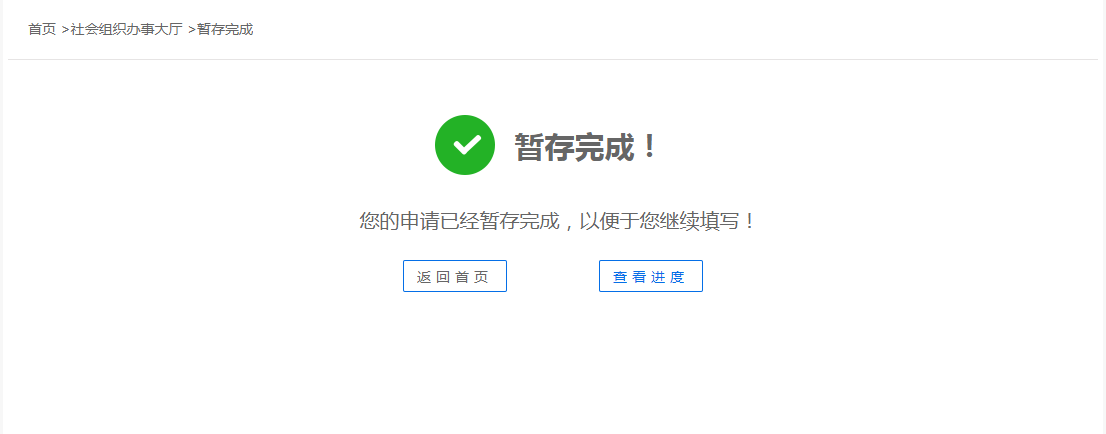 首页 >社会组织办事大厅 >暂存完成
暂存完成！
您的申请已经暂存完成，以便于您继续填写！
返回首页
查看进度